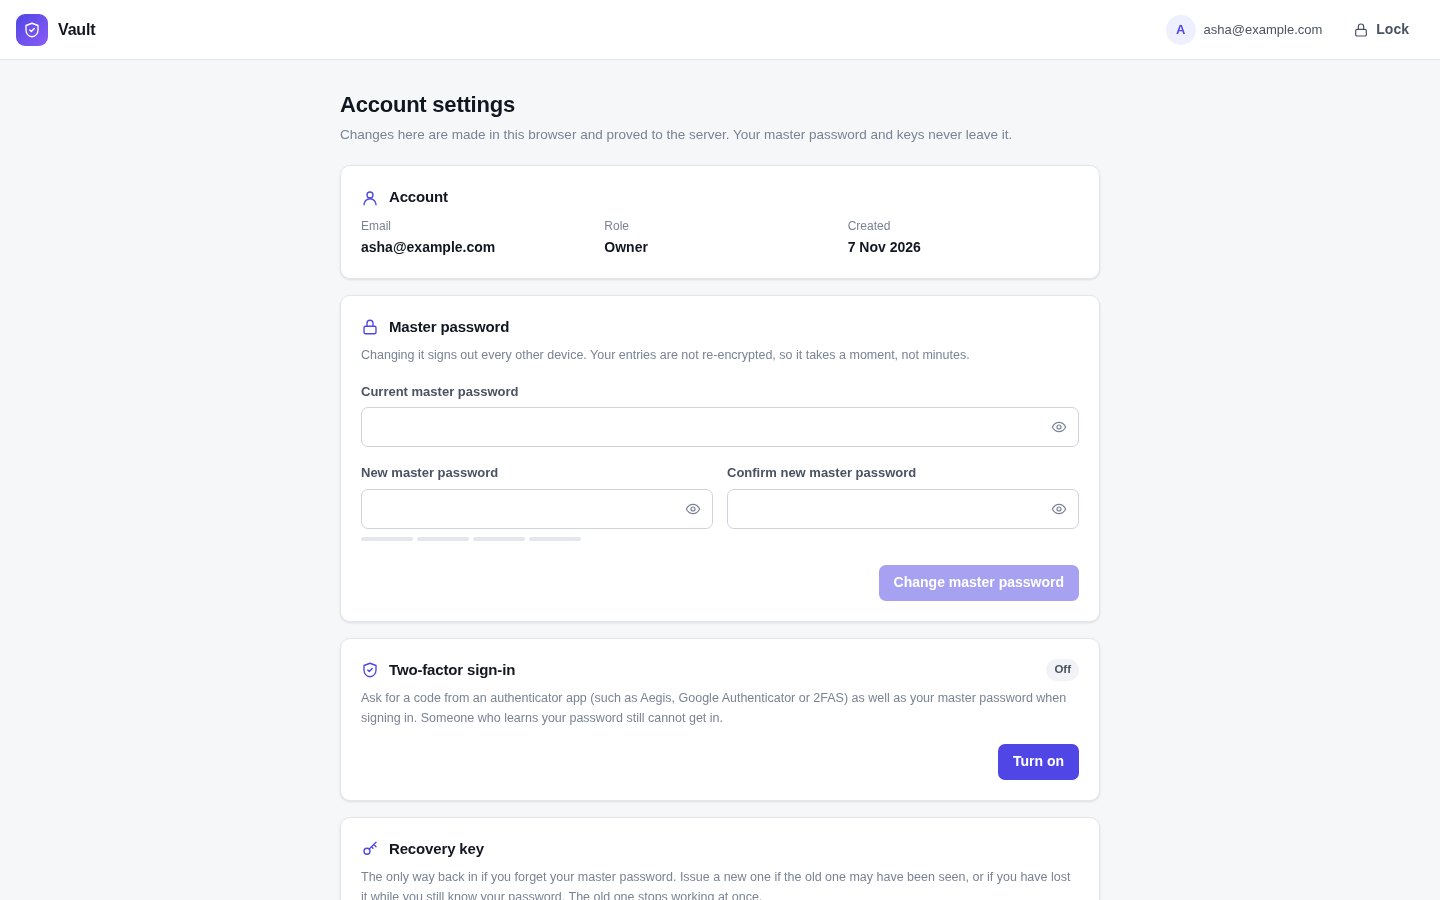 Vault
A asha@example.com Lock
Account settings
Changes here are made in this browser and proved to the server. Your master password and keys never leave it.
Account
Email Role Created
asha@example.com Owner 7 Nov 2026
Master password
Changing it signs out every other device. Your entries are not re-encrypted, so it takes a moment, not minutes.
Current master password
New master password Confirm new master password
Change master password
Two-factor sign-in Off
Ask for a code from an authenticator app (such as Aegis, Google Authenticator or 2FAS) as well as your master password when
signing in. Someone who learns your password still cannot get in.
Turn on
Recovery key
The only way back in if you forget your master password. Issue a new one if the old one may have been seen, or if you have lost
it while you still know your password. The old one stops working at once.